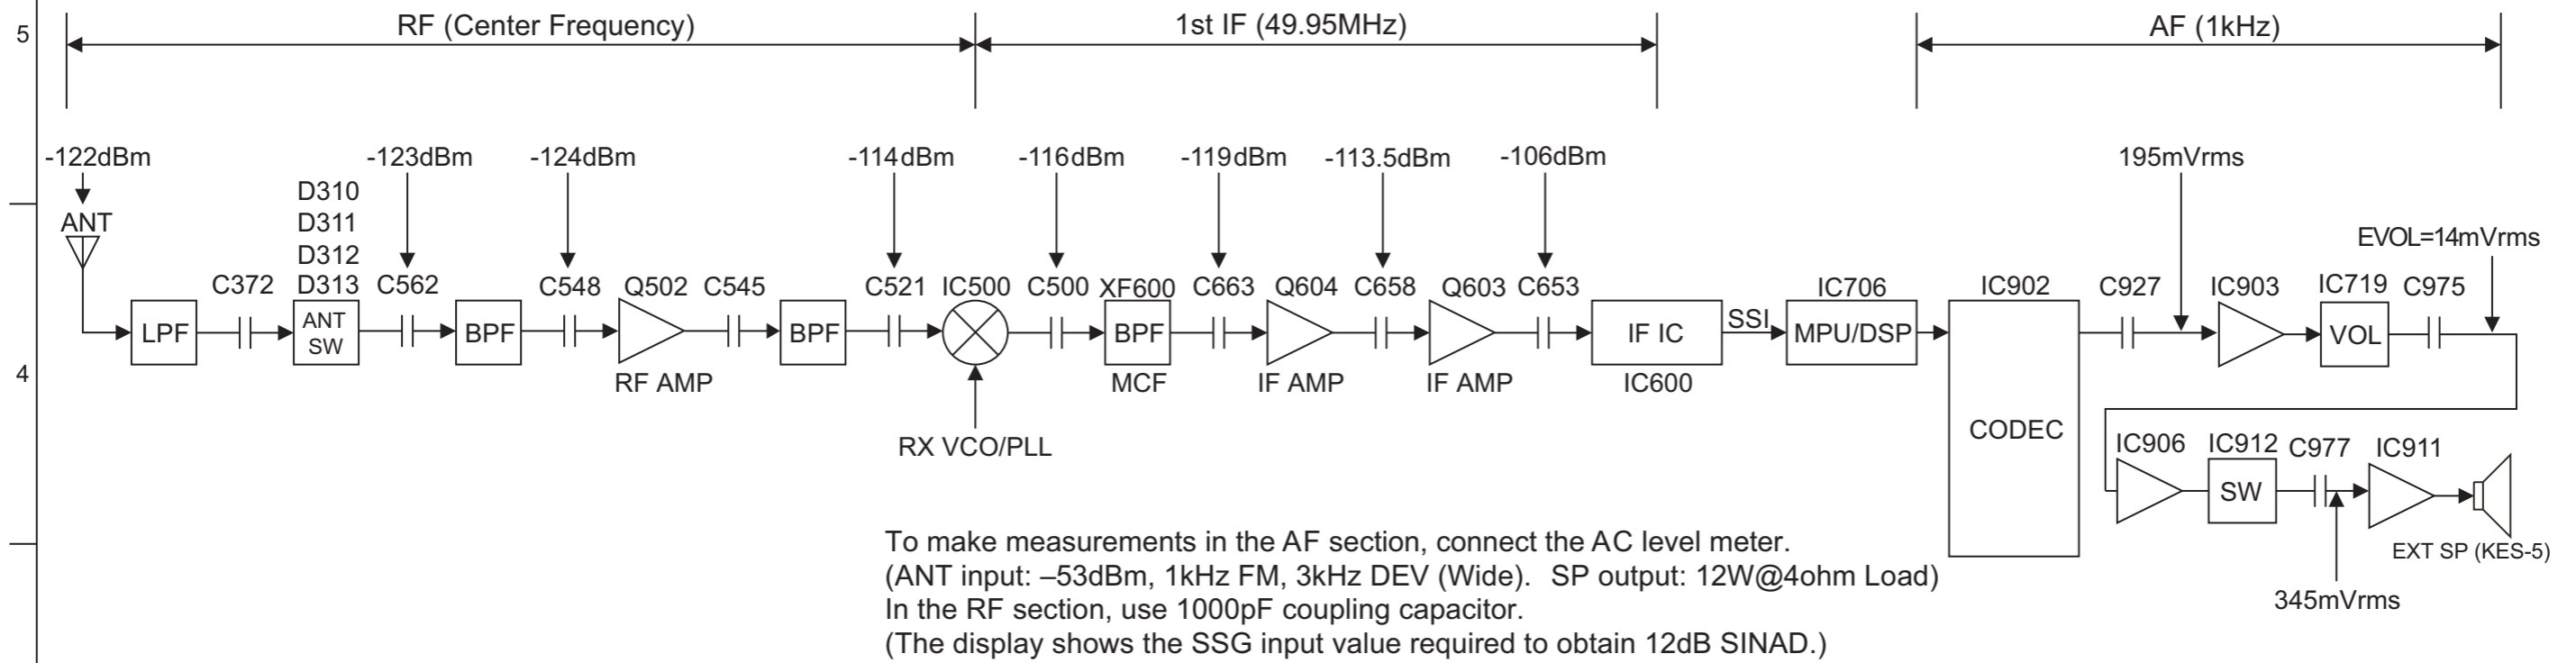 5
RF (Center Frequency)
1st IF (49.95MHz)
AF (1kHz)
-122dBm
-123dBm
-124dBm
-114dBm
-116dBm
-119dBm
-113.5dBm
-106dBm
195mVrms
D310
D311
D312
D313
ANT
EVOL=14mVrms
C372
C562
C548
Q502
C545
C521
IC500
C500
XF600
C663
Q604
C658
Q603
C653
IC706
IC902
C927
IC903
IC719
C975
LPF
ANT
SW
BPF
BPF
BPF
IF IC
SSI
MPU/DSP
VOL
4
RF AMP
MCF
IF AMP
IF AMP
IC600
RX VCO/PLL
CODEC
IC906
IC912
C977
IC911
SW
EXT SP (KES-5)
345mVrms
To make measurements in the AF section, connect the AC level meter.
(ANT input: –53dBm, 1kHz FM, 3kHz DEV (Wide). SP output: 12W@4ohm Load)
In the RF section, use 1000pF coupling capacitor.
(The display shows the SSG input value required to obtain 12dB SINAD.)